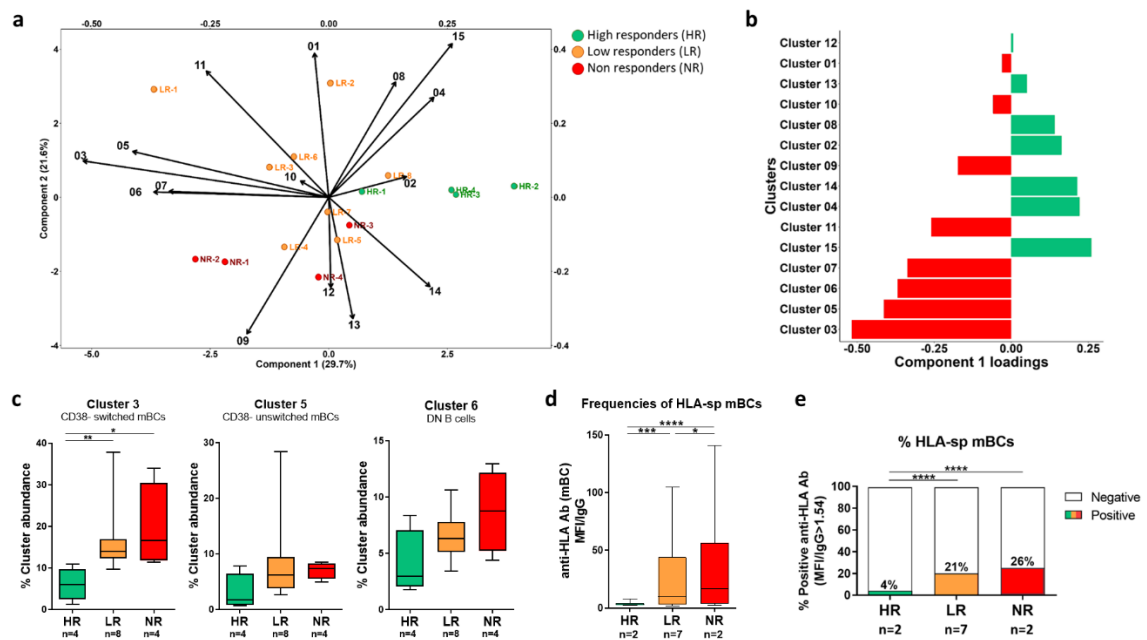 a
-0.50 -0.25 0.00 0.25
4 2 0 -2 -4
0.4 0.2 0.0 -0.2 -0.4
-5.0 -2.5 0.0 2.5
Component 2 (21.6%)
Component 1 (29.7%)
01
15
11
08
04
05
03
10
02
07
06
12
14
13
09
LR-1
LR-2
LR-6
LR-3
HR-1
HR-4
HR-3
HR-2
NR-3
LR-5
LR-4
NR-2
NR-1
NR-4
High responders (HR)
Low responders (LR)
Non responders (NR)
b
Clusters
Cluster 12
Cluster 01
Cluster 13
Cluster 10
Cluster 08
Cluster 02
Cluster 09
Cluster 14
Cluster 04
Cluster 11
Cluster 15
Cluster 07
Cluster 06
Cluster 05
Cluster 03
-0.50 -0.25 0.00 0.25
Component 1 loadings
c
Cluster 3
CD38- switched mBCs
% Cluster abundance
40
30
20
10
0
*
**
HR LR NR
n=4 n=8 n=4
Cluster 5
CD38- unswitched mBCs
% Cluster abundance
30
20
10
0
HR LR NR
n=4 n=8 n=4
Cluster 6
DN B cells
% Cluster abundance
15
10
5
0
HR LR NR
n=4 n=8 n=4
d
Frequencies of HLA-sp mBCs
anti-HLA Ab (mBC)
MFI/IgG
150
100
50
0
****
*** *
HR LR NR
n=2 n=7 n=2
e
% HLA-sp mBCs
% Positive anti-HLA Ab
(MFI/IgG>1.54)
100
80
60
40
20
0
****
****
4% 21% 26%
HR LR NR
n=2 n=7 n=2
Negative
Positive